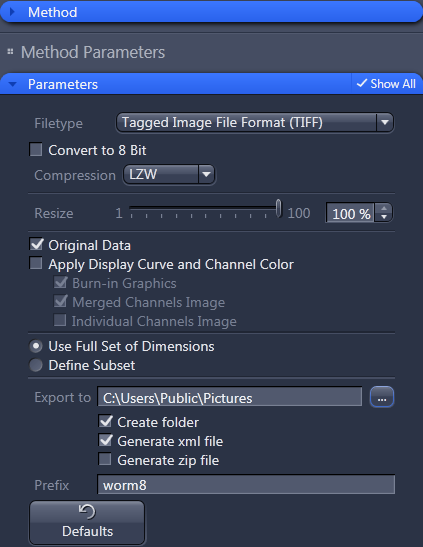 Method
Method Parameters
Parameters Show All
Filetype Tagged Image File Format (TIFF)
Convert to 8 Bit
Compression LZW
Resize 1 100 100 %
Original Data
Apply Display Curve and Channel Color
Burn-in Graphics
Merged Channels Image
Individual Channels Image
Use Full Set of Dimensions
Define Subset
Export to C:\Users\Public\Pictures ...
Create folder
Generate xml file
Generate zip file
Prefix worm8
Defaults